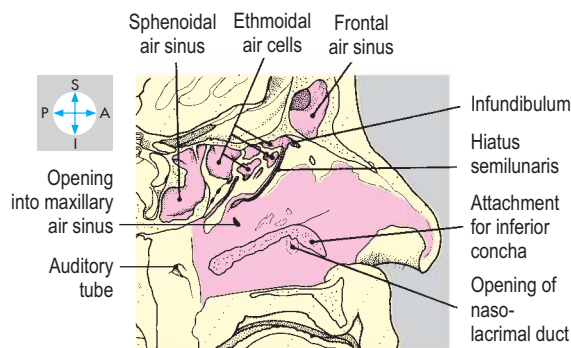 Sphenoidal
air sinus
Ethmoidal
air cells
Frontal
air sinus
S
P
A
I
Infundibulum
Hiatus
semilunaris
Opening
into maxillary
air sinus
Attachment
for inferior
concha
Auditory
tube
Opening of
naso-
lacrimal duct